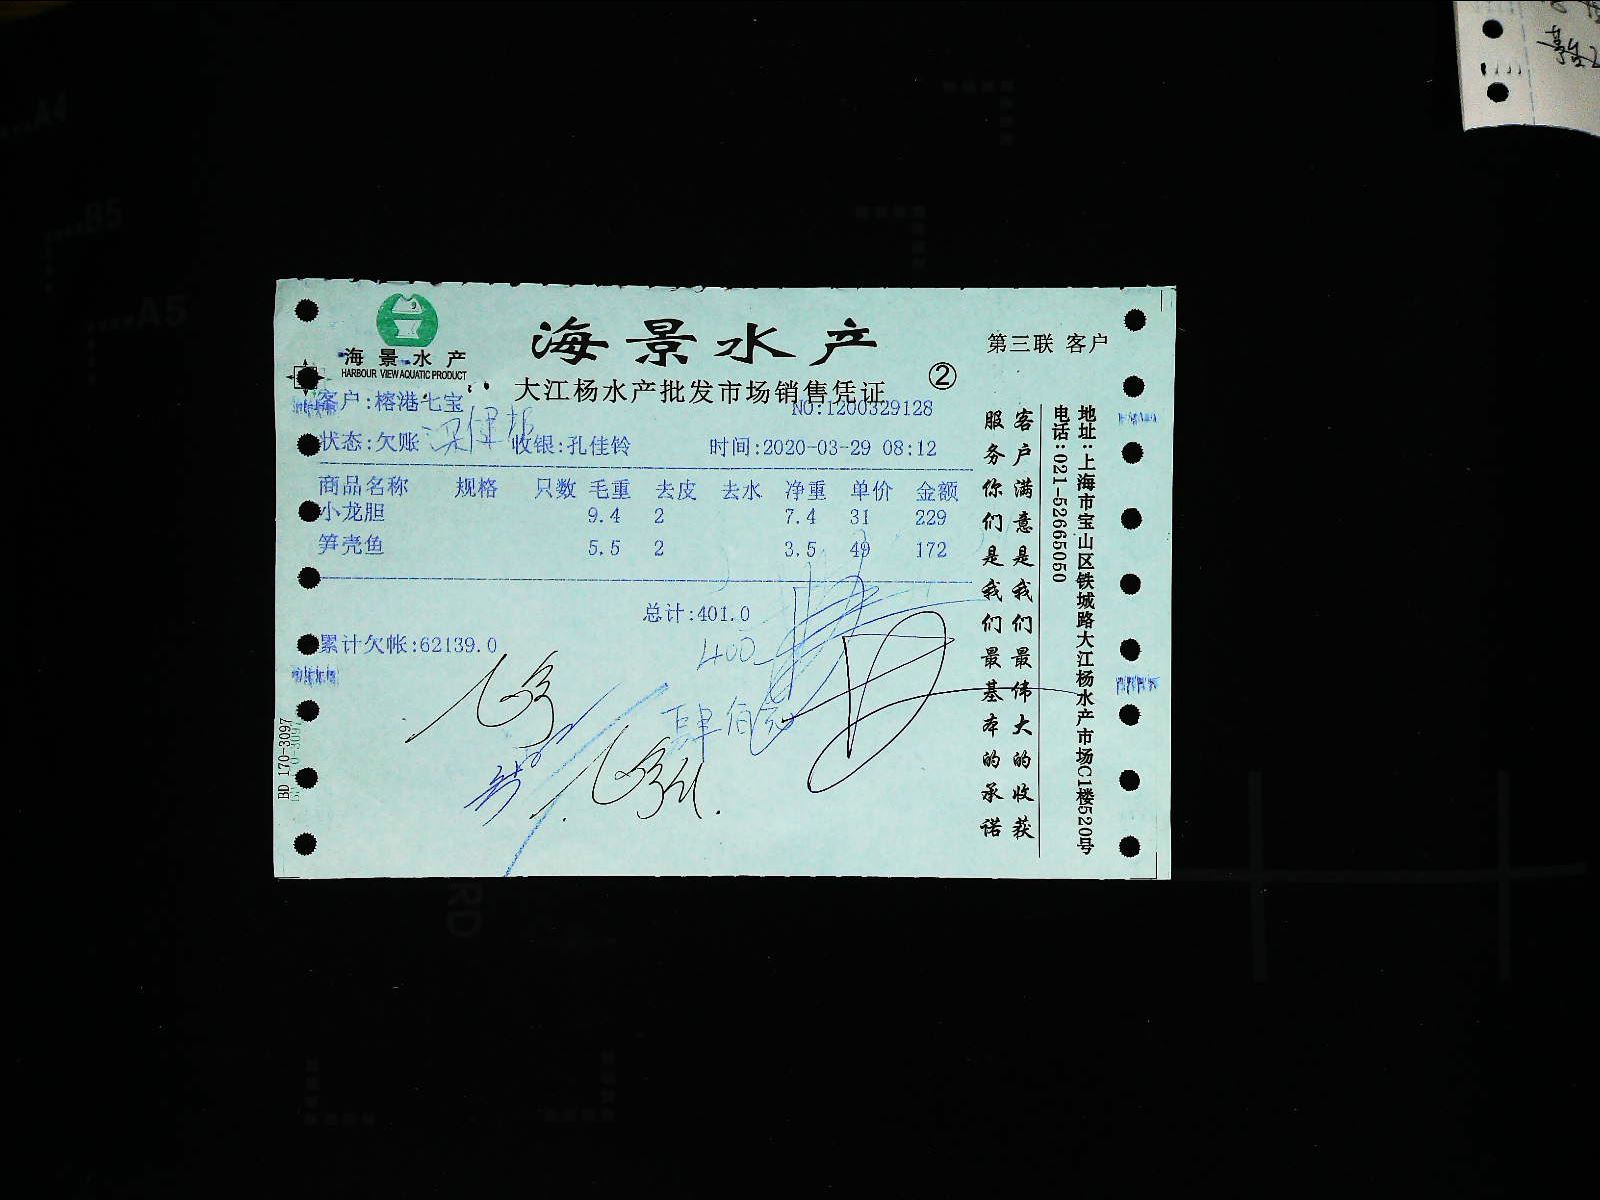 海景水产
HARBOUR VIEW AQUATIC PRODUCT
海景水产
第三联 客户
大江杨水产批发市场销售凭证 ②
客户:榕港七宝 NO:1200329128
状态:欠账 收银:孔佳铃 时间:2020-03-29 08:12
商品名称 规格 只数 毛重 去皮 去水 净重 单价 金额
小龙胆 9.4 2 7.4 31 229
笋壳鱼 5.5 2 3.5 49 172
总计:401.0
累计欠帐:62139.0
400
肆佰元
客户满意是我们最伟大的收获
服务你们是我们最基本的承诺
地址:上海市宝山区铁城路大江杨水产市场C1楼520号
电话:021-52665050
BD 170-3097
A4
B5
A5